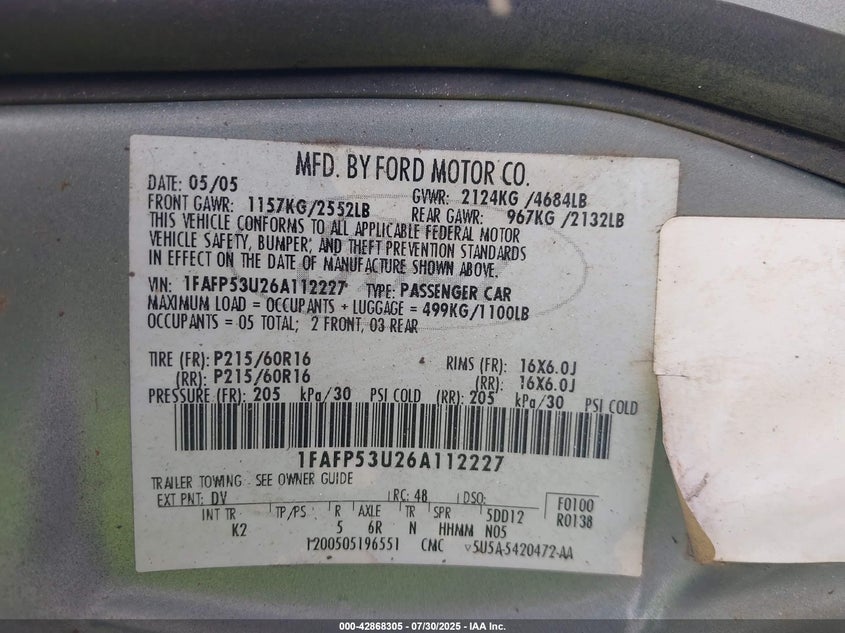 MFD. BY FORD MOTOR CO.
DATE: 05/05 GVWR: 2124KG /4684LB
FRONT GAWR: 1157KG/2552LB REAR GAWR: 967KG /2132LB
THIS VEHICLE CONFORMS TO ALL APPLICABLE FEDERAL MOTOR
VEHICLE SAFETY, BUMPER, AND THEFT PREVENTION STANDARDS
IN EFFECT ON THE DATE OF MANUFACTURE SHOWN ABOVE.
VIN: 1FAFP53U26A112227 TYPE: PASSENGER CAR
MAXIMUM LOAD = OCCUPANTS + LUGGAGE = 499KG/1100LB
OCCUPANTS = 05 TOTAL; 2 FRONT, 03 REAR
TIRE (FR): P215/60R16 RIMS (FR): 16X6.0J
(RR): P215/60R16 (RR): 16X6.0J
PRESSURE (FR): 205 kPa/30 PSI COLD (RR): 205 kPa/30 PSI COLD
1FAFP53U26A112227
TRAILER TOWING - SEE OWNER GUIDE
EXT PNT: DV RC: 48 DSO: F0100
INT TR TP/PS R AXLE TR SPR 5DD12 R0138
K2 5 6R N HHMM N05
CMC 5U5A-5420472-AA
000-42868305 - 07/30/2025 - IAA Inc.